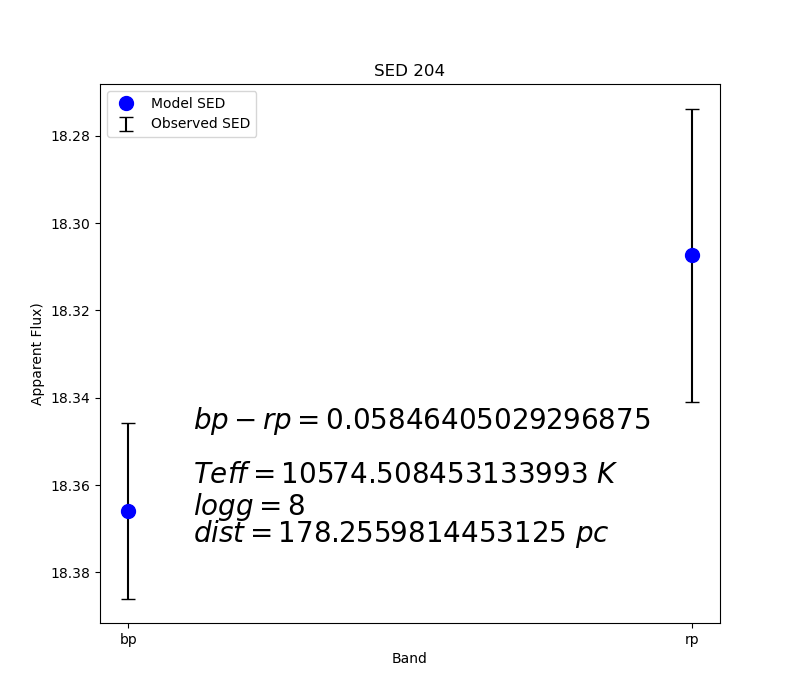 SED 204
Model SED
Observed SED
18.28
18.30
18.32
18.34
18.36
18.38
Apparent Flux)
bp − rp = 0.05846405029296875
Teff = 10574.508453133993 K
logg = 8
dist = 178.2559814453125 pc
bp
rp
Band